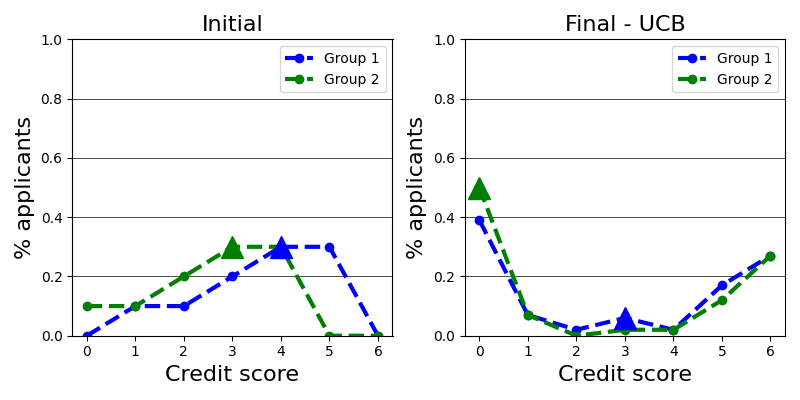 Initial
% applicants
1.0
0.8
0.6
0.4
0.2
0.0
Group 1
Group 2
0 1 2 3 4 5 6
Credit score
Final - UCB
% applicants
1.0
0.8
0.6
0.4
0.2
0.0
Group 1
Group 2
0 1 2 3 4 5 6
Credit score